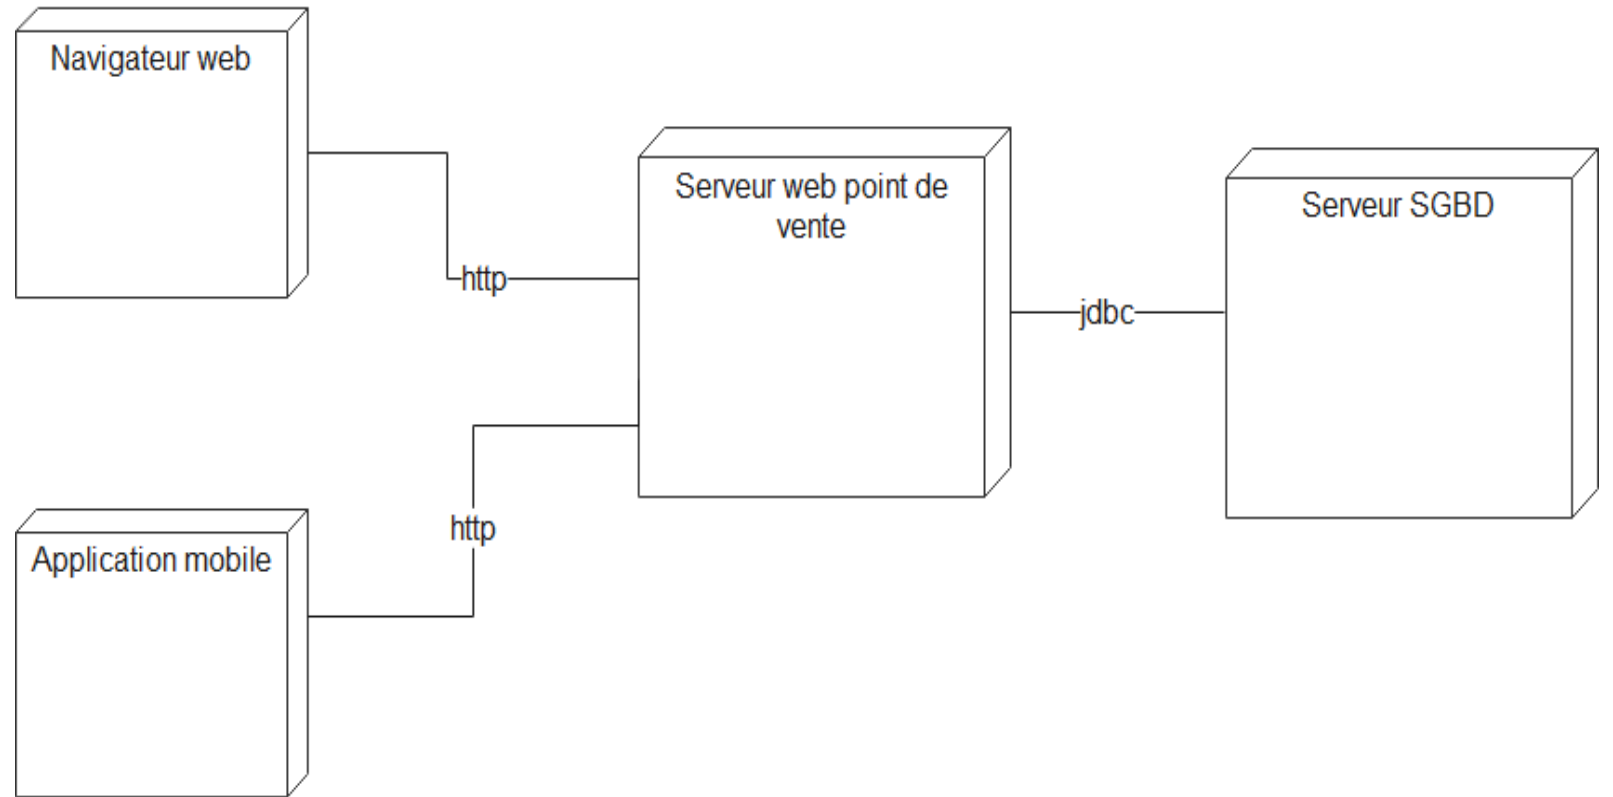 Navigateur web
Serveur web point de
vente
Serveur SGBD
http
jdbc
http
Application mobile